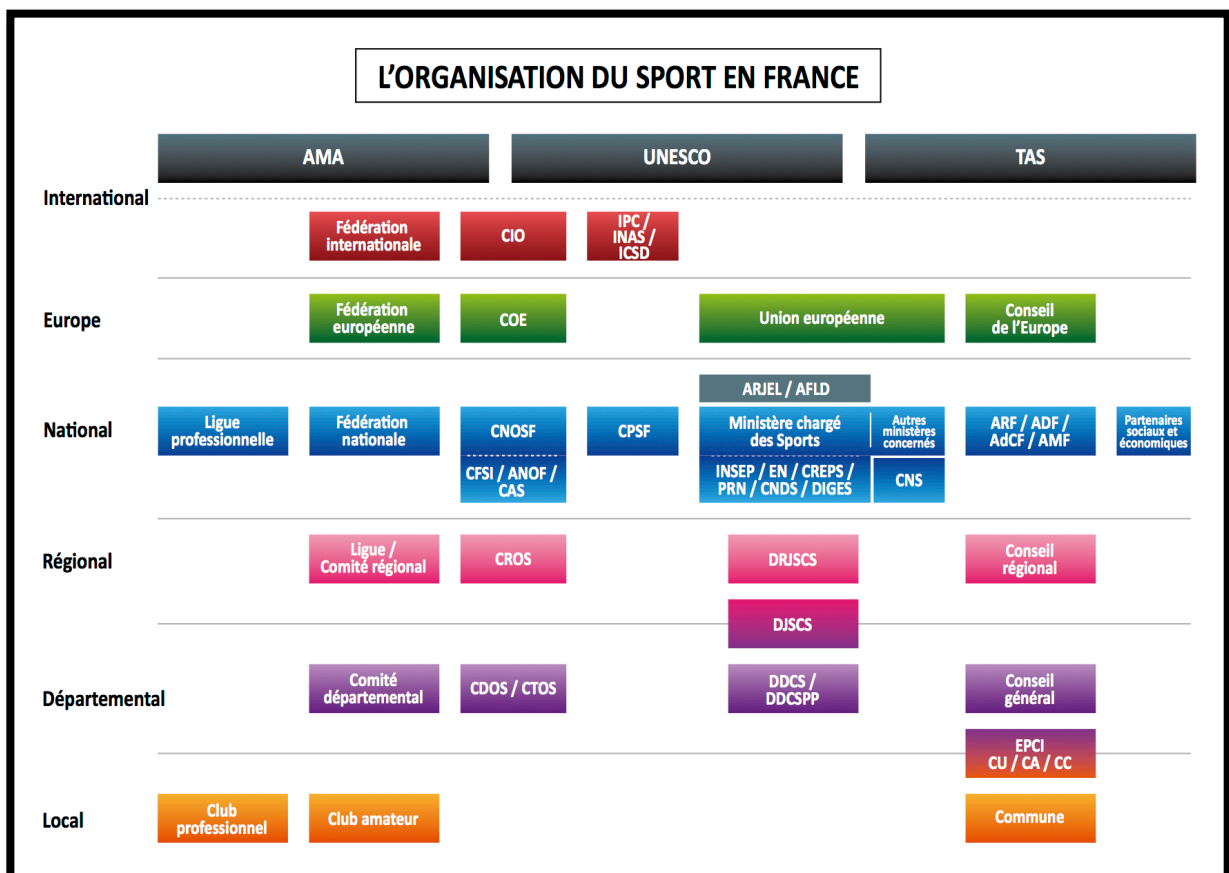 L'ORGANISATION DU SPORT EN FRANCE
AMA
UNESCO
TAS
International
Fédération
internationale
CIO
IPC /
INAS /
ICSD
Europe
Fédération
européenne
COE
Union européenne
Conseil
de l'Europe
ARJEL / AFLD
National
Ligue
professionnelle
Fédération
nationale
CNOSF
CPSF
Ministère chargé
des Sports
Autres
ministères
concernés
ARF / ADF /
AdCF / AMF
Partenaires
sociaux et
économiques
CFSI / ANOF /
CAS
INSEP / EN / CREPS /
PRN / CNDS / DIGES
CNS
Régional
Ligue /
Comité régional
CROS
DRJSCS
Conseil
régional
DJSCS
Départemental
Comité
départemental
CDOS / CTOS
DDCS /
DDCSPP
Conseil
général
EPCI
CU / CA / CC
Local
Club
professionnel
Club amateur
Commune